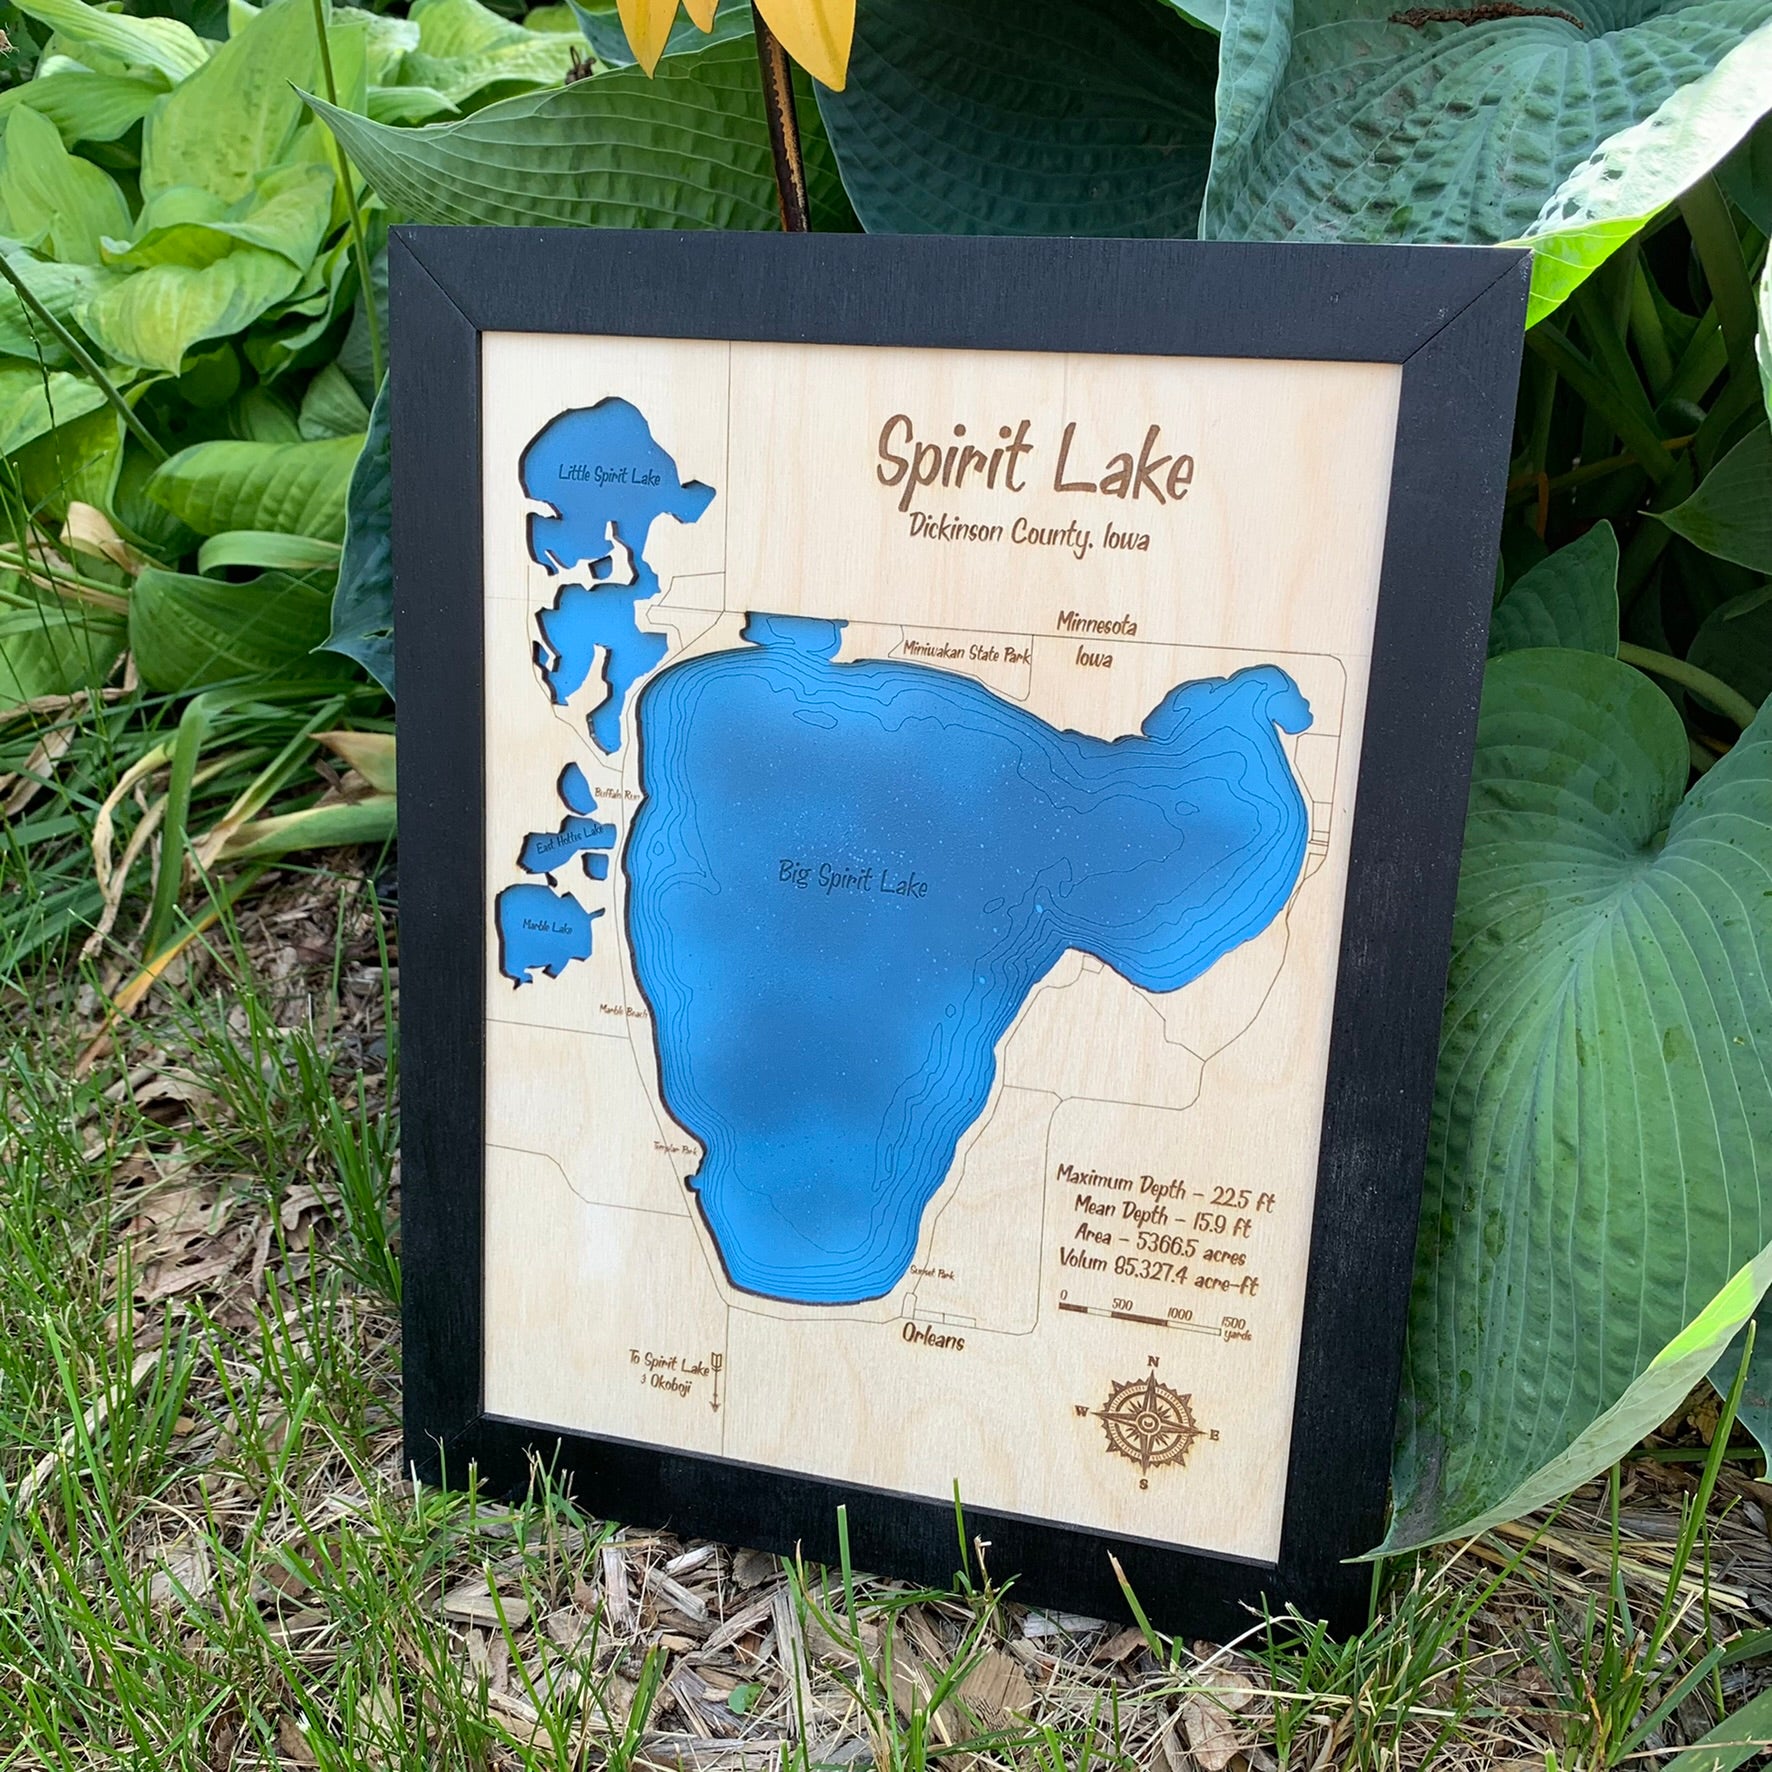 Spirit Lake
Dickinson County, Iowa
Little Spirit Lake
Minnesota
Miniwakan State Park
Iowa
Buffalo Run
East Hottes Lake
Big Spirit Lake
Marble Lake
Marble Beach
Templar Park
Maximum Depth - 22.5 ft
Mean Depth - 15.9 ft
Area - 5366.5 acres
Volum 85,327.4 acre-ft
Sunset Park
0 500 1000 1500
yards
Orleans
To Spirit Lake
& Okoboji
N
W E
S